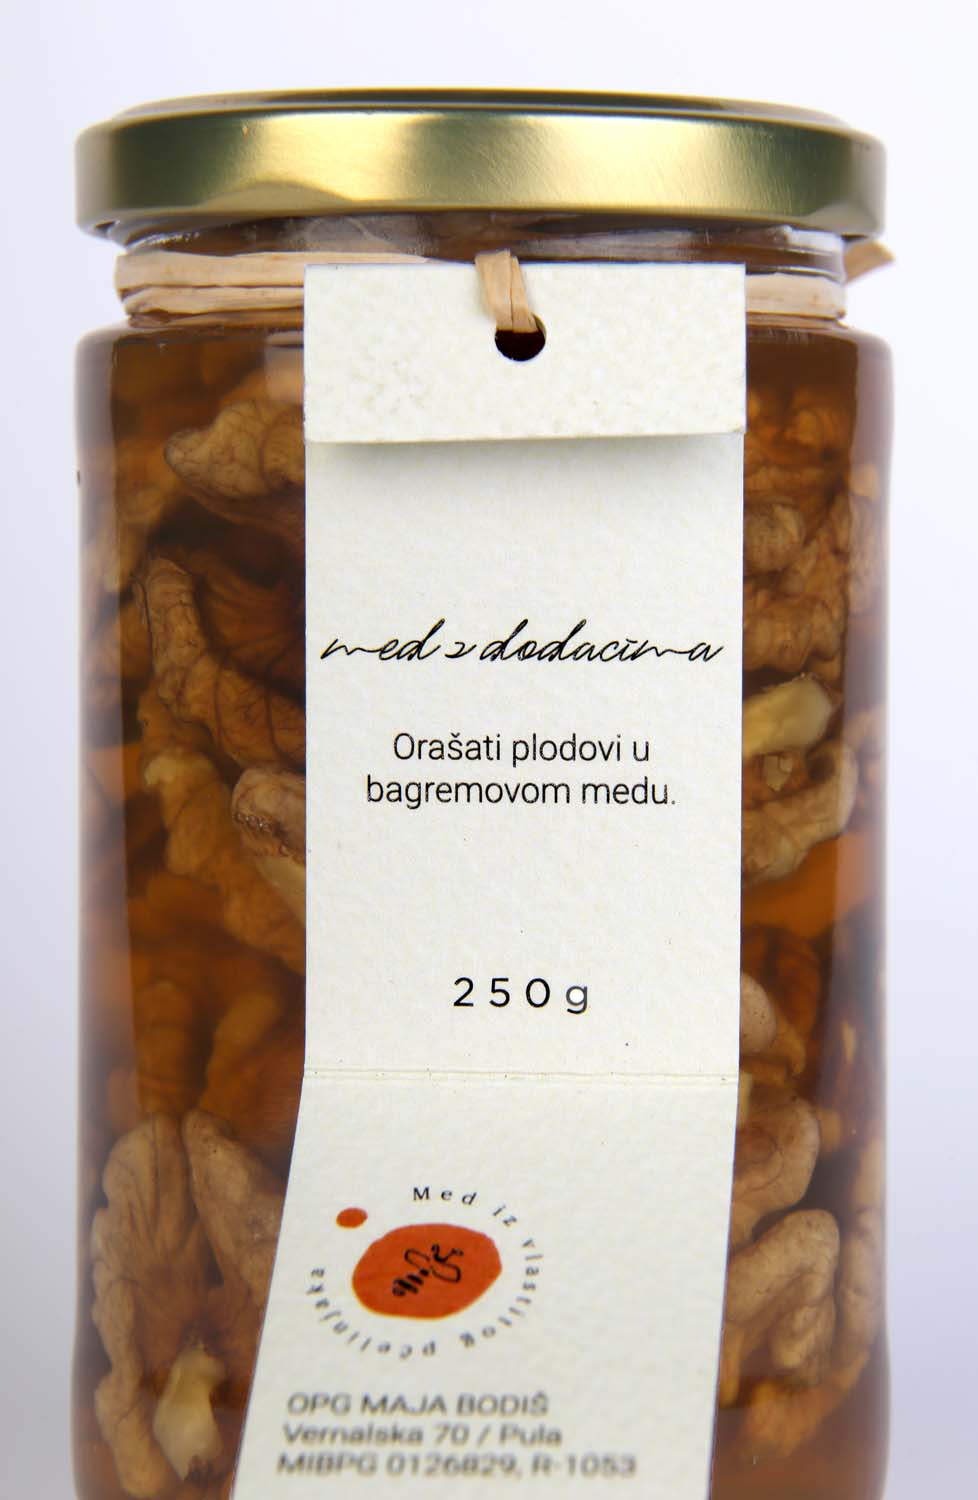 med z dodacima
Orašati plodovi u
bagremovom medu.
250g
Med iz vlastitog pčelinjaka
OPG MAJA BODIŠ
Vernalska 70 / Pula
MIBPG 0126829, R-1053